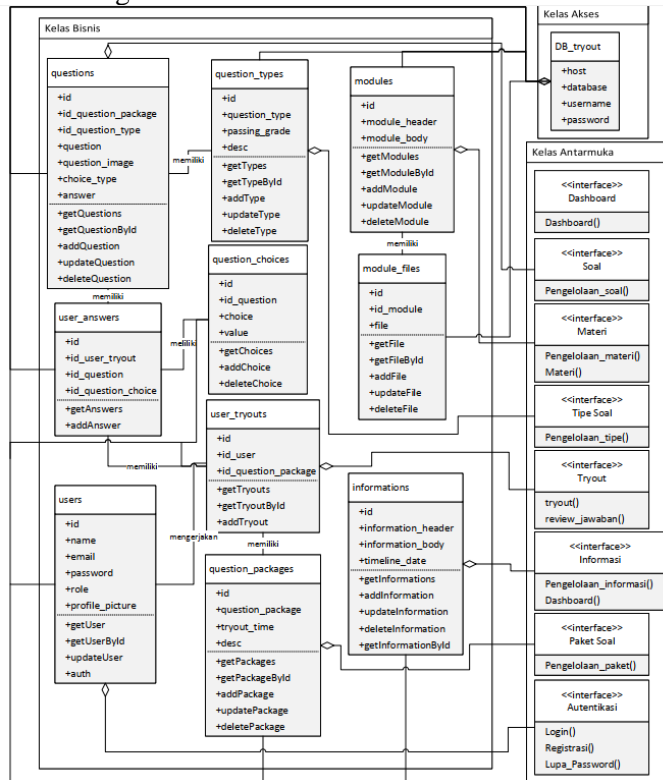 Kelas Bisnis
questions
+id
+id_question_package
+id_question_type
+question
+question_image
+choice_type
+answer
+getQuestions
+getQuestionById
+addQuestion
+updateQuestion
+deleteQuestion
memiliki
question_types
+id
+question_type
+passing_grade
+desc
+getTypes
+getTypeById
+addType
+updateType
+deleteType
modules
+id
+module_header
+module_body
+getModules
+getModuleById
+addModule
+updateModule
+deleteModule
memiliki
module_files
+id
+id_module
+file
+getFile
+getFileById
+addFile
+updateFile
+deleteFile
question_choices
+id
+id_question
+choice
+value
+getChoices
+addChoice
+deleteChoice
memiliki
user_answers
+id
+id_user_tryout
+id_question
+id_question_choice
+getAnswers
+addAnswer
meliliki
memiliki
user_tryouts
+id
+id_user
+id_question_package
+getTryouts
+getTryoutById
+addTryout
memiliki
users
+id
+name
+email
+password
+role
+profile_picture
+getUser
+getUserById
+updateUser
+auth
mengerjakan
question_packages
+id
+question_package
+tryout_time
+desc
+getPackages
+getPackageById
+addPackage
+updatePackage
+deletePackage
informations
+id
+information_header
+information_body
+timeline_date
+getInformations
+addInformation
+updateInformation
+deleteInformation
+getInformationById
Kelas Akses
DB_tryout
+host
+database
+username
+password
Kelas Antarmuka
<<interface>>
Dashboard
Dashboard()
<<interface>>
Soal
Pengelolaan_soal()
<<interface>>
Materi
Pengelolaan_materi()
Materi()
<<interface>>
Tipe Soal
Pengelolaan_tipe()
<<interface>>
Tryout
tryout()
review_jawaban()
<<interface>>
Informasi
Pengelolaan_informasi()
Dashboard()
<<interface>>
Paket Soal
Pengelolaan_paket()
<<interface>>
Autentikasi
Login()
Registrasi()
Lupa_Password()